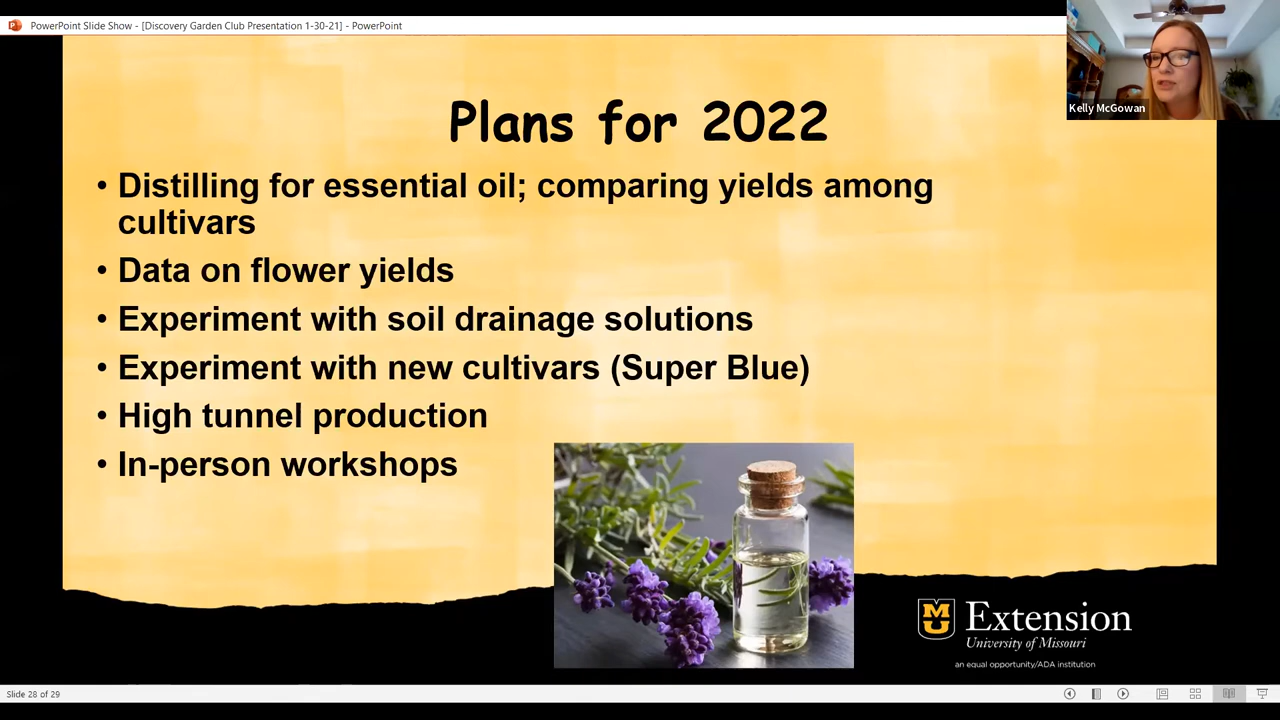 PowerPoint Slide Show - [Discovery Garden Club Presentation 1-30-21] - PowerPoint
Kelly McGowan
Plans for 2022
• Distilling for essential oil; comparing yields among
cultivars
• Data on flower yields
• Experiment with soil drainage solutions
• Experiment with new cultivars (Super Blue)
• High tunnel production
• In-person workshops
MU Extension
University of Missouri
an equal opportunity/ADA institution
Slide 28 of 29